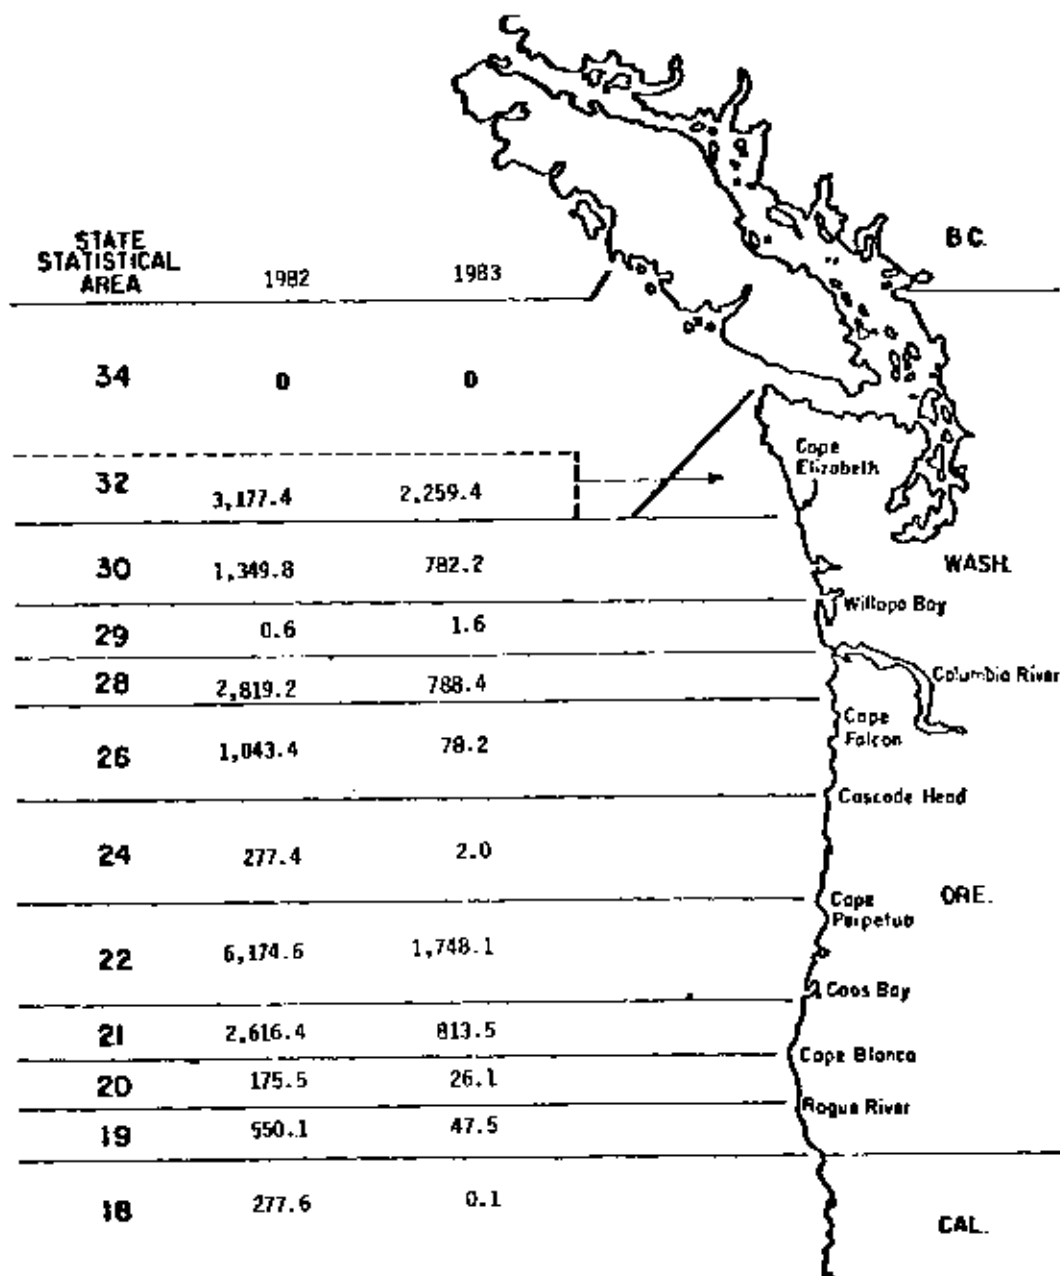 B.C.
STATE
STATISTICAL
AREA 1982 1983
34 0 0
Cape
Elizabeth
32 3,177.4 2,259.4
30 1,349.8 782.2 WASH.
Willapa Bay
29 0.6 1.6
28 2,819.2 788.4 Columbia River
Cape
Falcon
26 1,043.4 78.2
Cascade Head
24 277.4 2.0
Cape ORE.
Perpetua
22 6,174.6 1,748.1
Coos Bay
21 2,616.4 813.5
Cape Blanco
20 175.5 26.1
Rogue River
19 550.1 47.5
18 277.6 0.1
CAL.